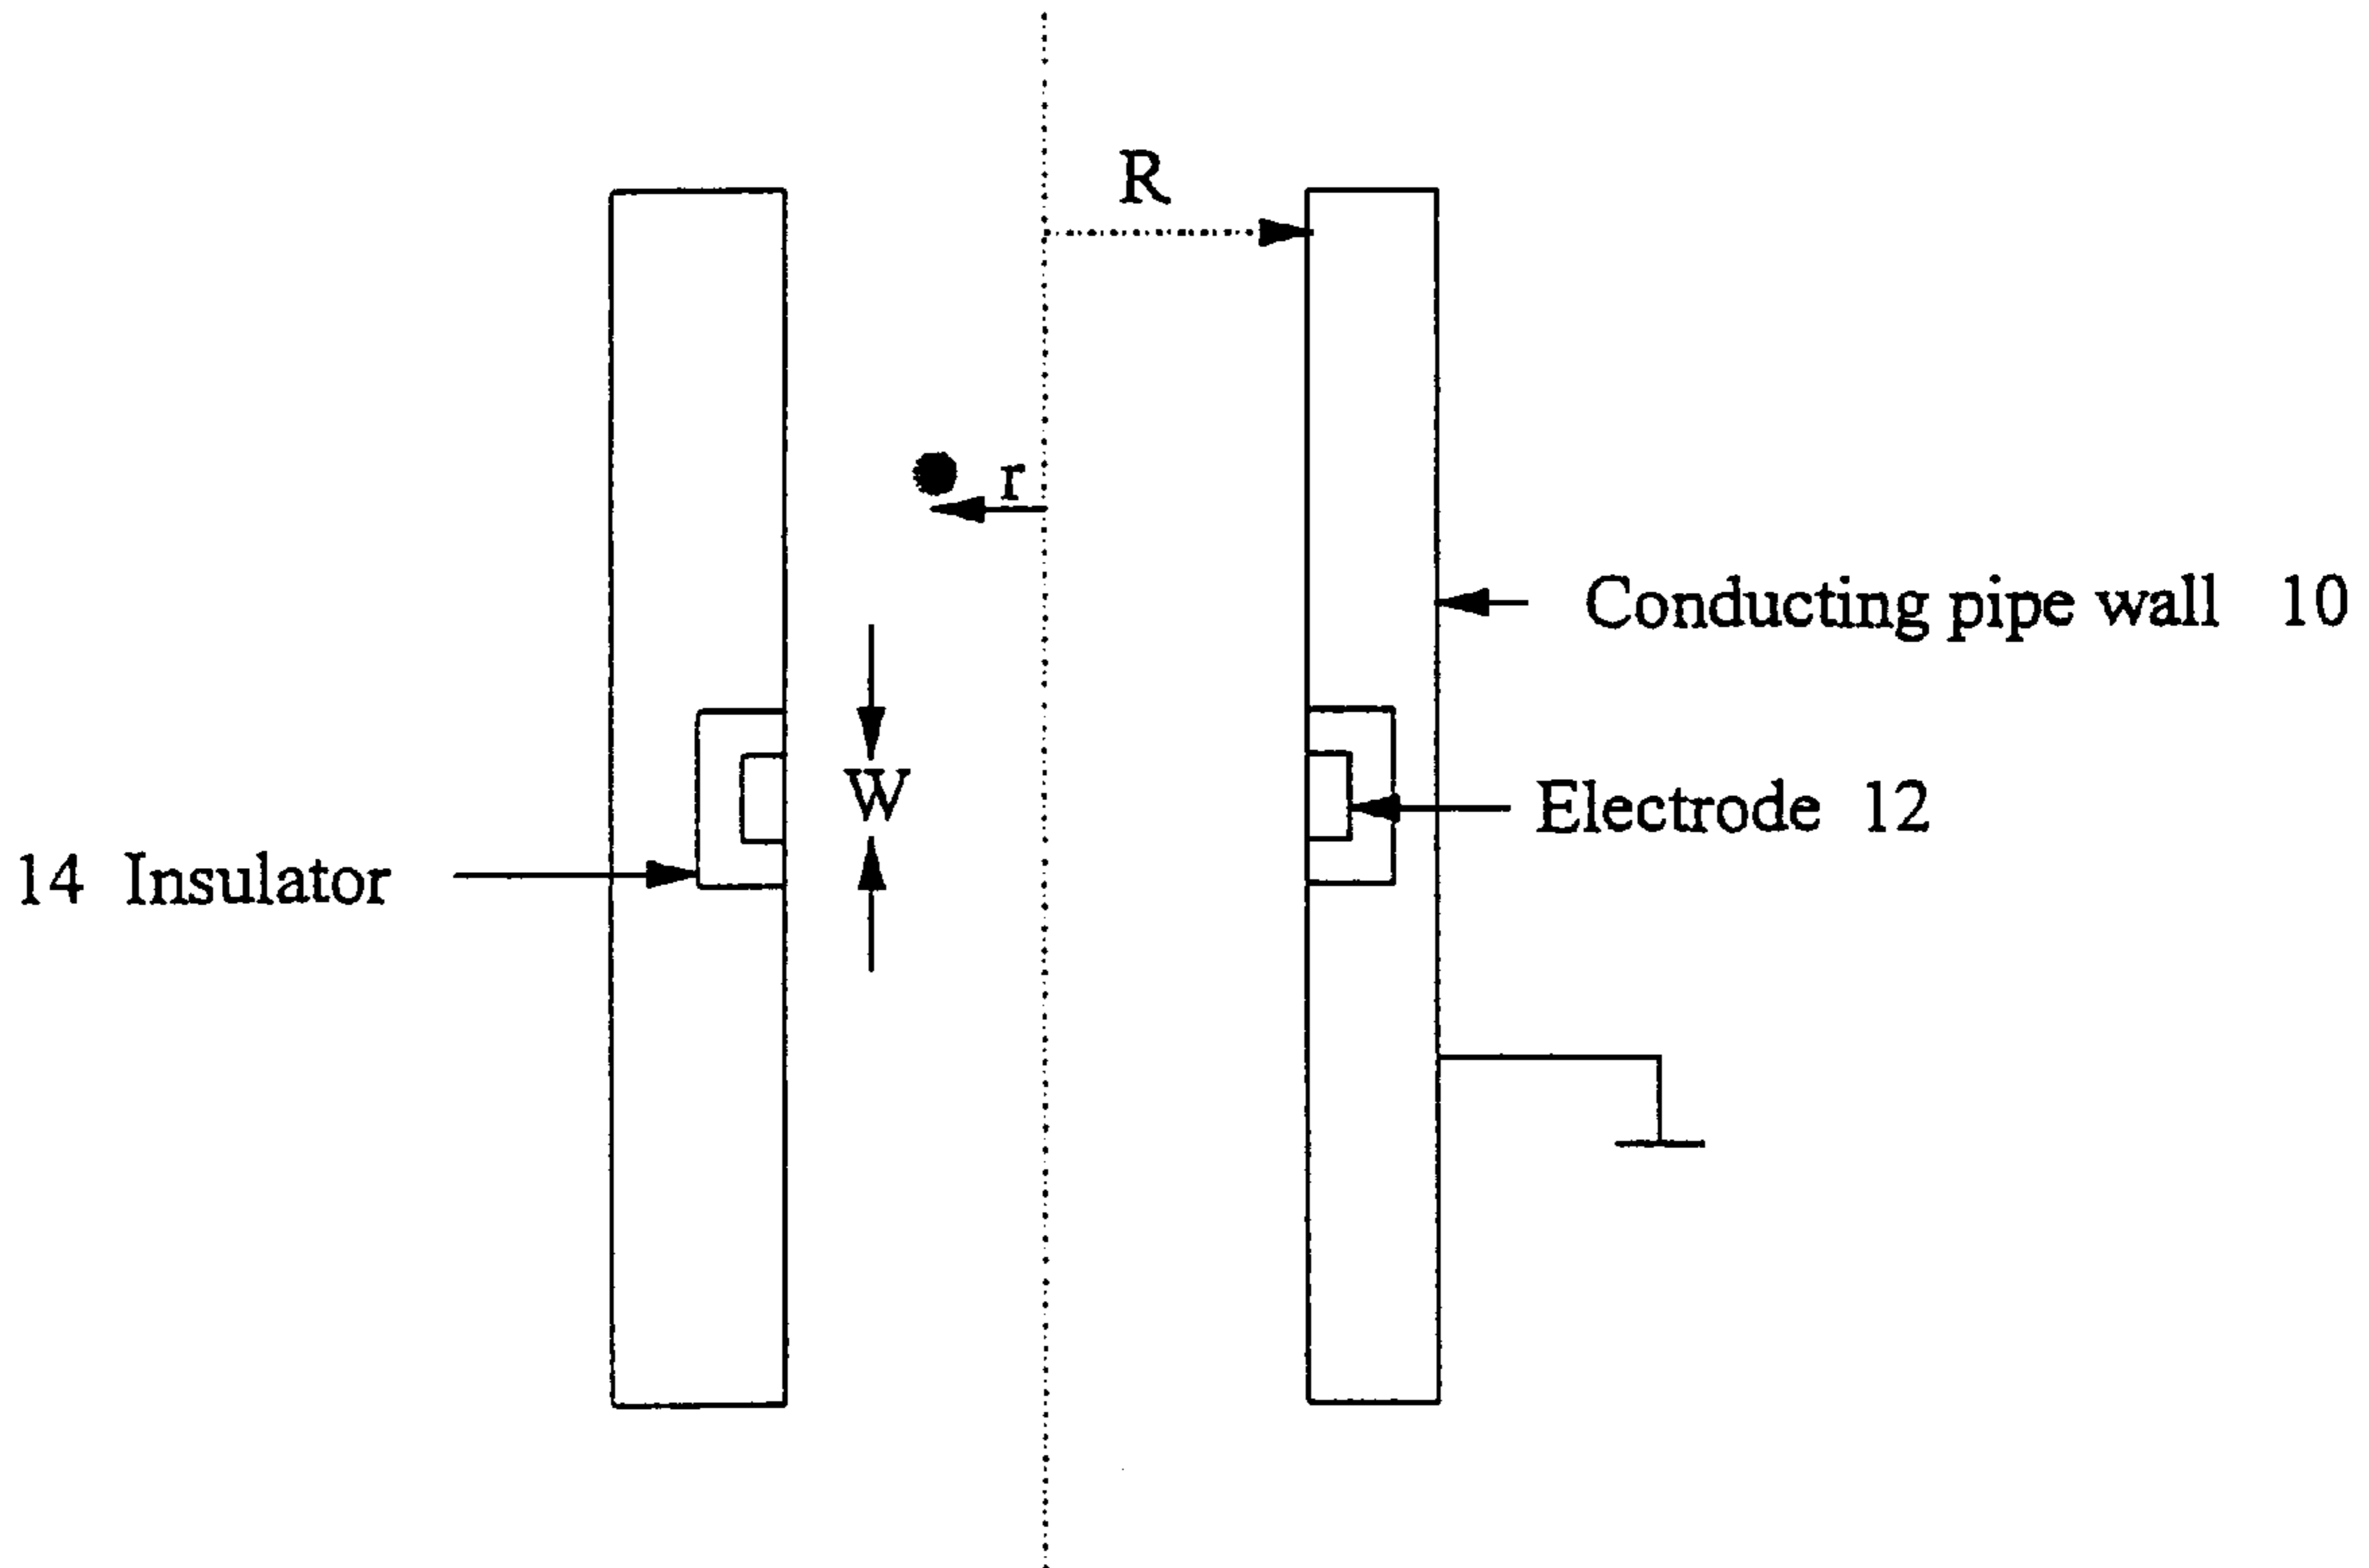 R
r
Conducting pipe wall 10
W
Electrode 12
14 Insulator